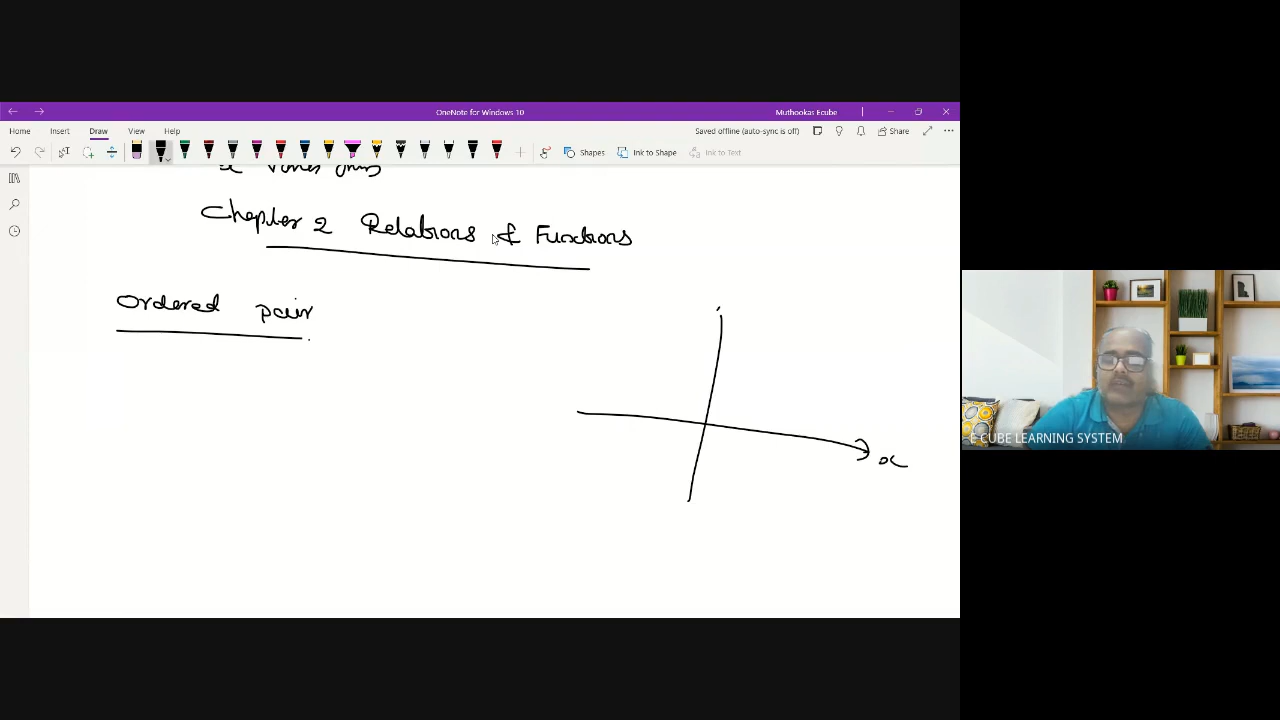 OneNote for Windows 10
Muthookas Ecube
Home Insert Draw View Help
Saved offline (auto-sync is off)
Share
Shapes
Ink to Shape
Ink to Text
Chapter 2 Relations & Functions
Ordered pair
x
E CUBE LEARNING SYSTEM